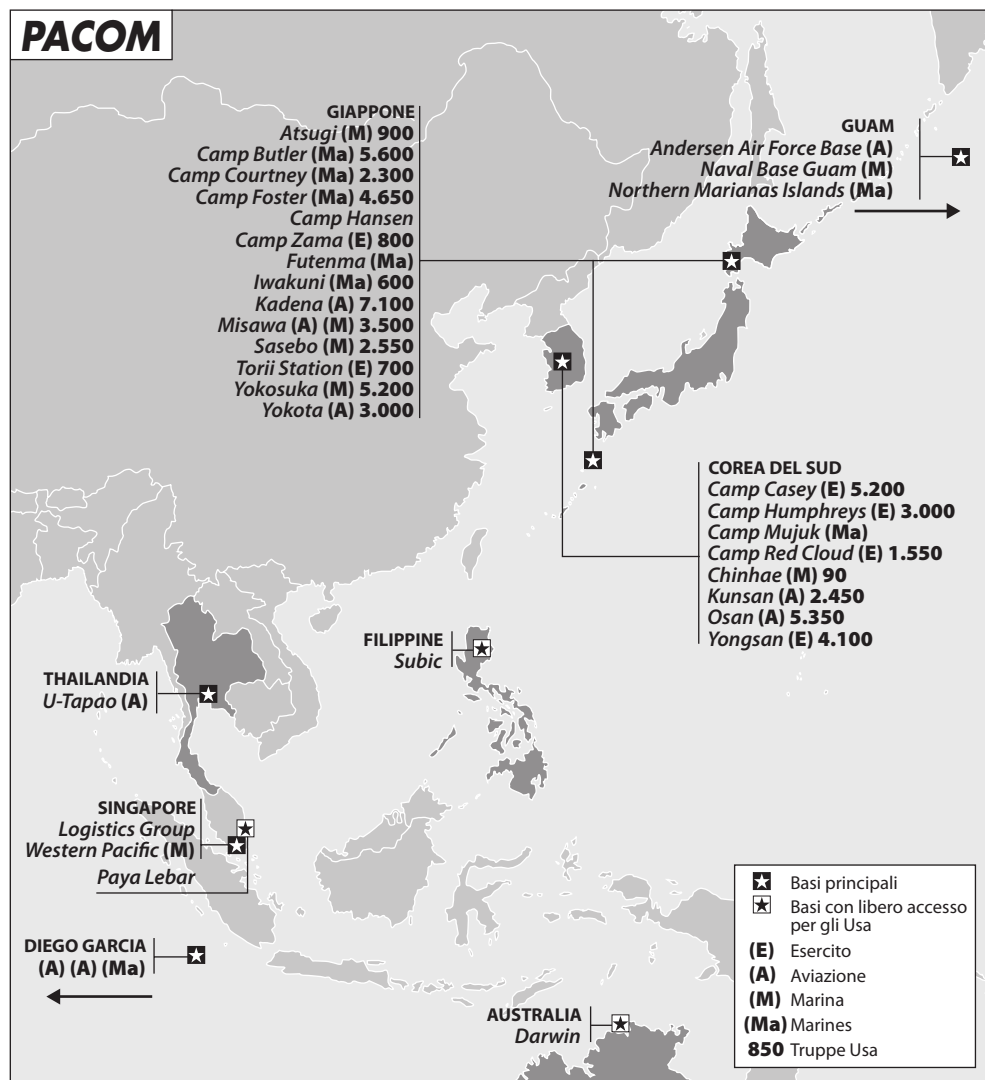 PACOM
GIAPPONE
Atsugi (M) 900
Camp Butler (Ma) 5.600
Camp Courtney (Ma) 2.300
Camp Foster (Ma) 4.650
Camp Hansen
Camp Zama (E) 800
Futenma (Ma)
Iwakuni (Ma) 600
Kadena (A) 7.100
Misawa (A) (M) 3.500
Sasebo (M) 2.550
Torii Station (E) 700
Yokosuka (M) 5.200
Yokota (A) 3.000
GUAM
Andersen Air Force Base (A)
Naval Base Guam (M)
Northern Marianas Islands (Ma)
COREA DEL SUD
Camp Casey (E) 5.200
Camp Humphreys (E) 3.000
Camp Mujuk (Ma)
Camp Red Cloud (E) 1.550
Chinhae (M) 90
Kunsan (A) 2.450
Osan (A) 5.350
Yongsan (E) 4.100
FILIPPINE
Subic
THAILANDIA
U-Tapao (A)
SINGAPORE
Logistics Group
Western Pacific (M)
Paya Lebar
DIEGO GARCIA
(A) (A) (Ma)
AUSTRALIA
Darwin
Basi principali
Basi con libero accesso
per gli Usa
(E) Esercito
(A) Aviazione
(M) Marina
(Ma) Marines
850 Truppe Usa